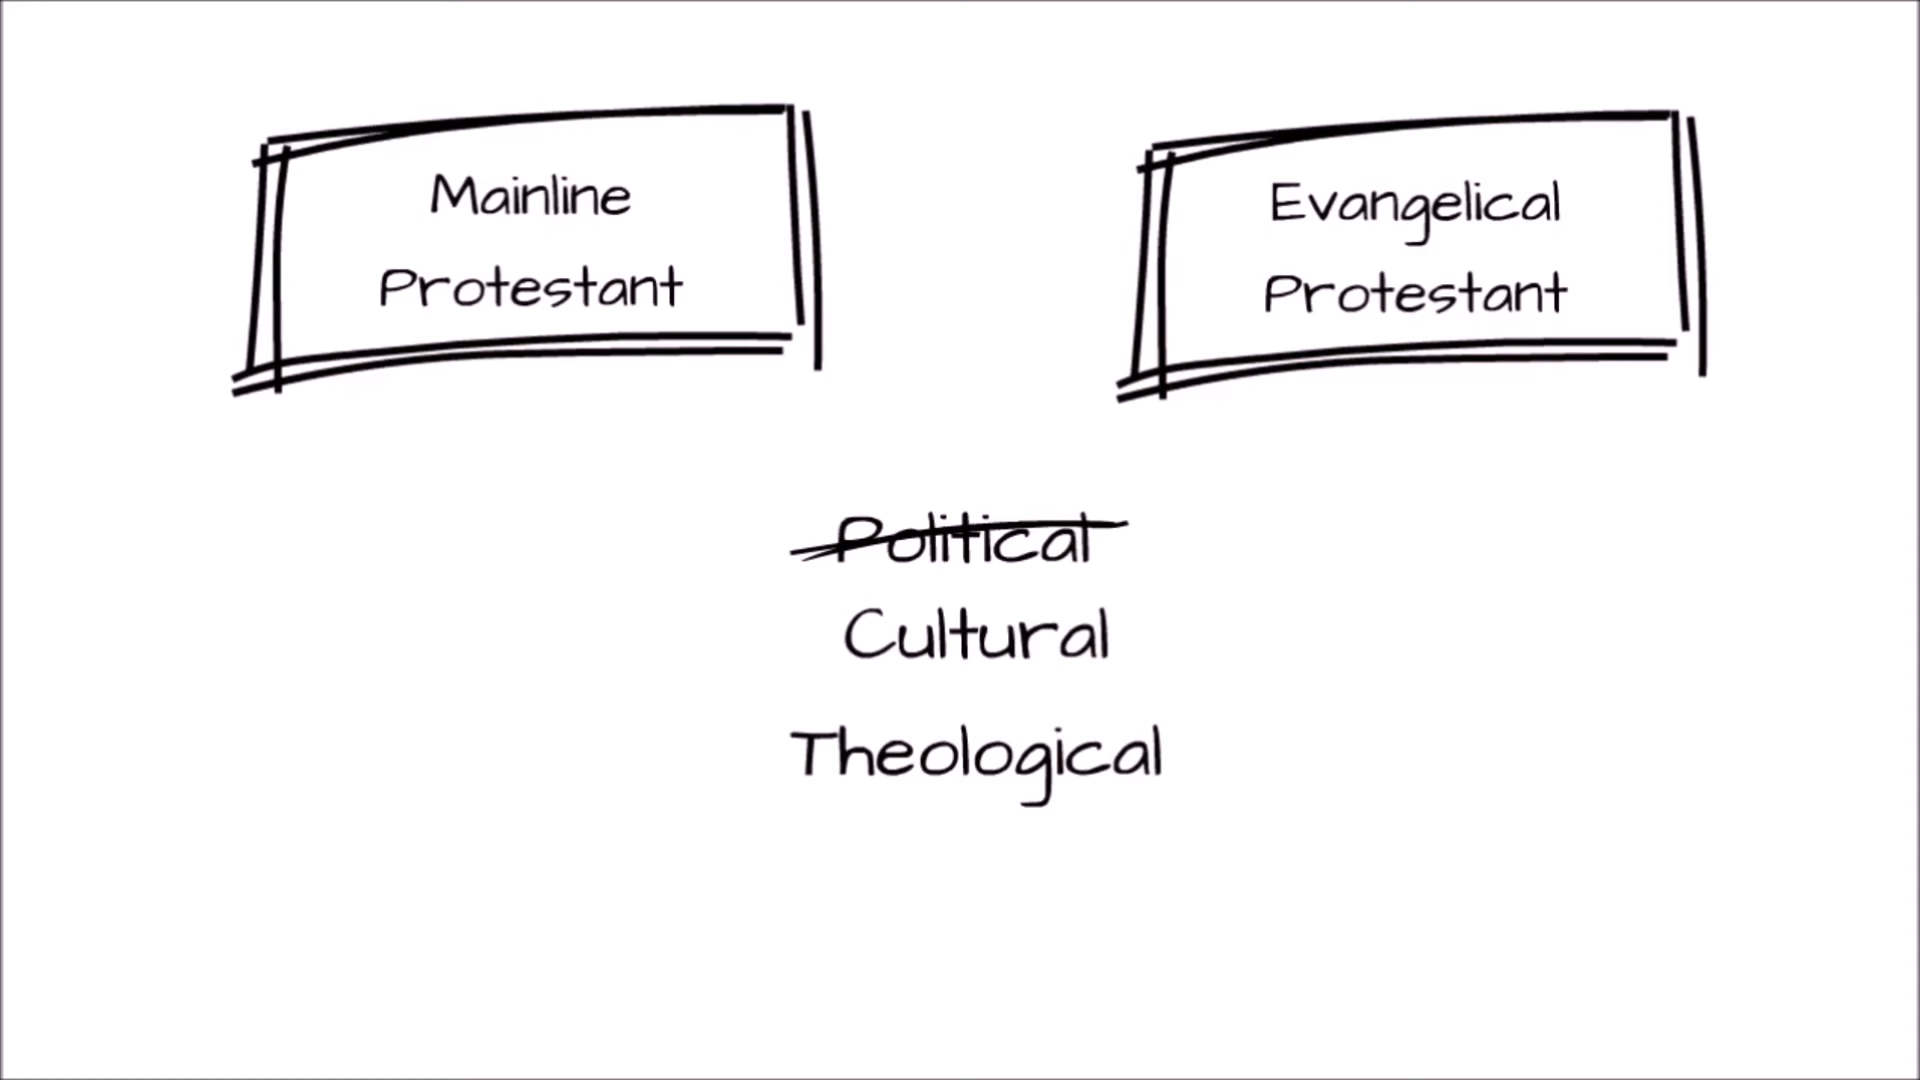 Mainline
Protestant
Evangelical
Protestant
Political
Cultural
Theological